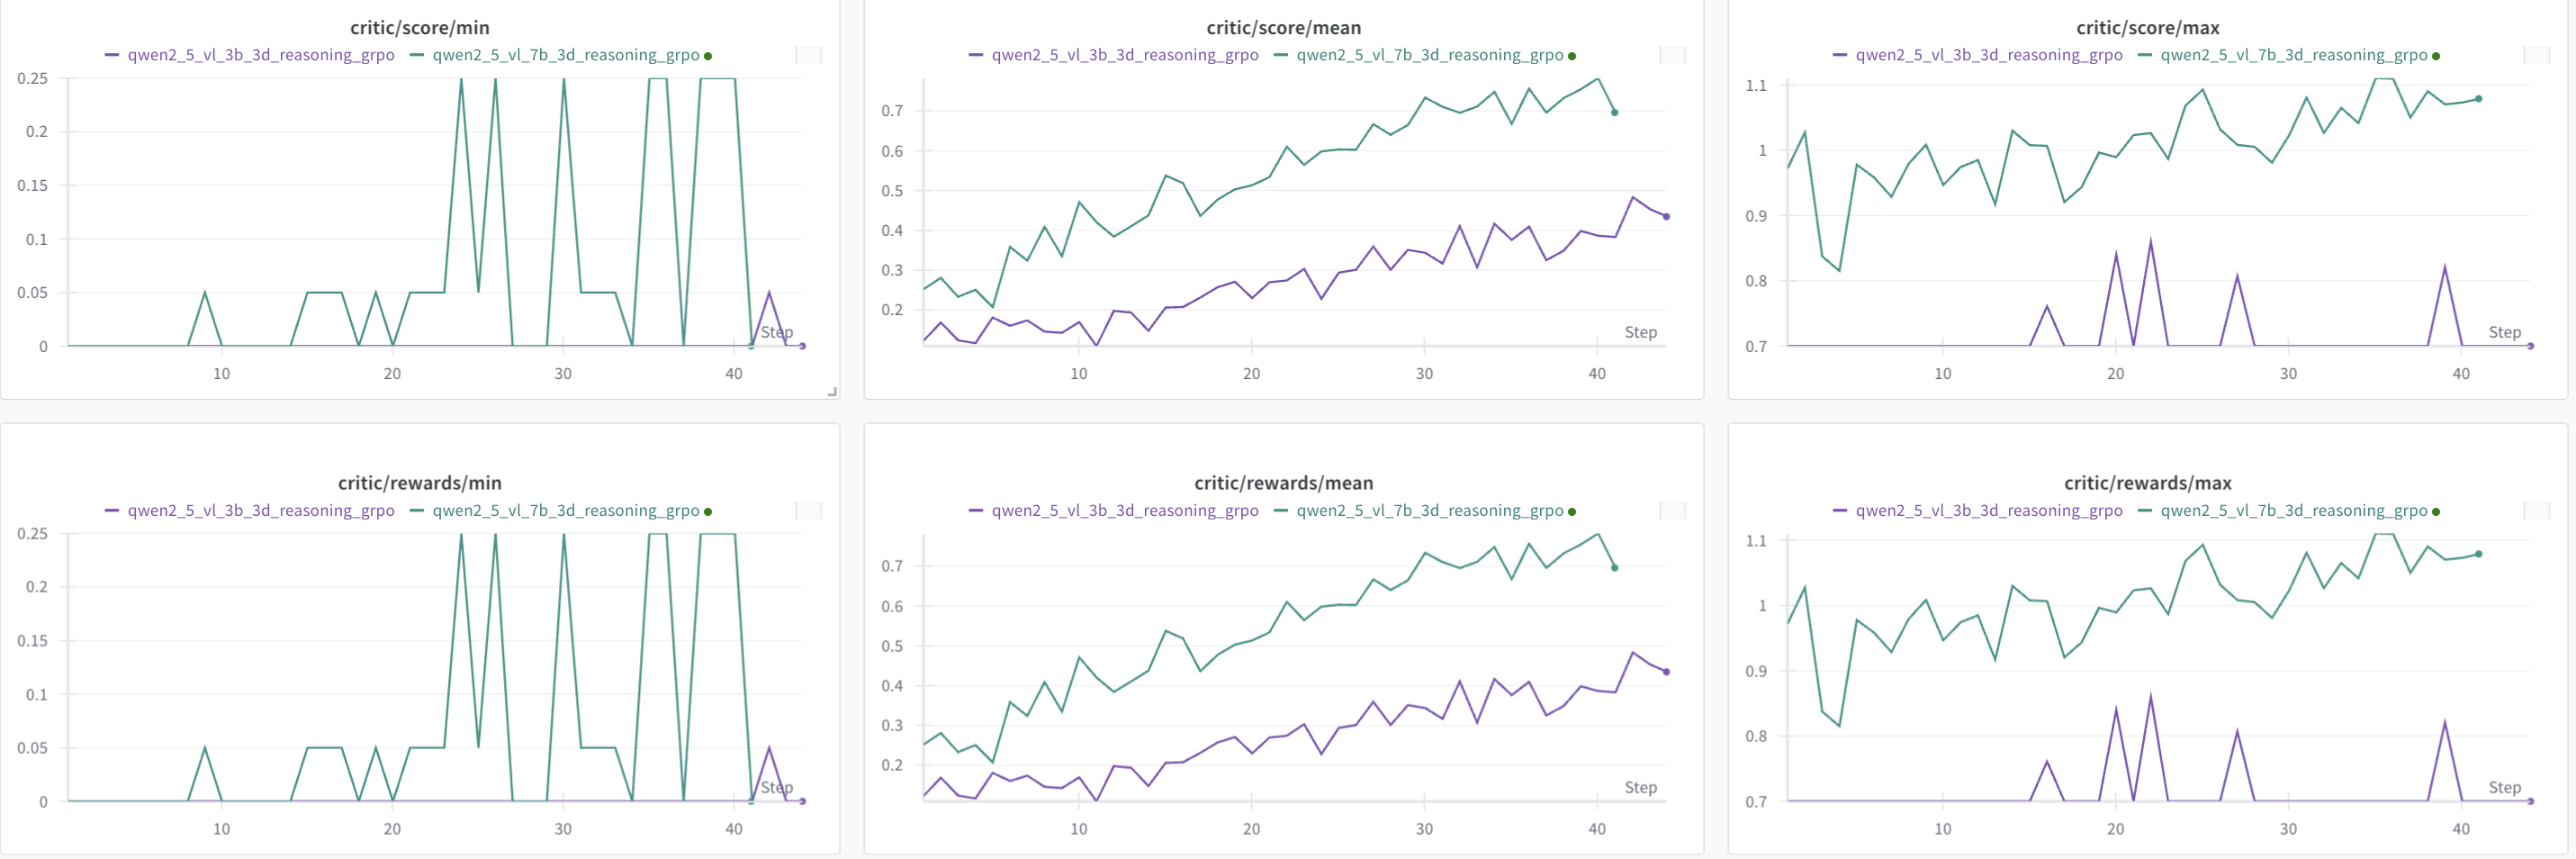 critic/score/min
qwen2_5_vl_3b_3d_reasoning_grpo qwen2_5_vl_7b_3d_reasoning_grpo
0.25
0.2
0.15
0.1
0.05
0
Step
10 20 30 40
critic/score/mean
qwen2_5_vl_3b_3d_reasoning_grpo qwen2_5_vl_7b_3d_reasoning_grpo
0.7
0.6
0.5
0.4
0.3
0.2
Step
10 20 30 40
critic/score/max
qwen2_5_vl_3b_3d_reasoning_grpo qwen2_5_vl_7b_3d_reasoning_grpo
1.1
1
0.9
0.8
0.7
Step
10 20 30 40
critic/rewards/min
qwen2_5_vl_3b_3d_reasoning_grpo qwen2_5_vl_7b_3d_reasoning_grpo
0.25
0.2
0.15
0.1
0.05
0
Step
10 20 30 40
critic/rewards/mean
qwen2_5_vl_3b_3d_reasoning_grpo qwen2_5_vl_7b_3d_reasoning_grpo
0.7
0.6
0.5
0.4
0.3
0.2
Step
10 20 30 40
critic/rewards/max
qwen2_5_vl_3b_3d_reasoning_grpo qwen2_5_vl_7b_3d_reasoning_grpo
1.1
1
0.9
0.8
0.7
Step
10 20 30 40